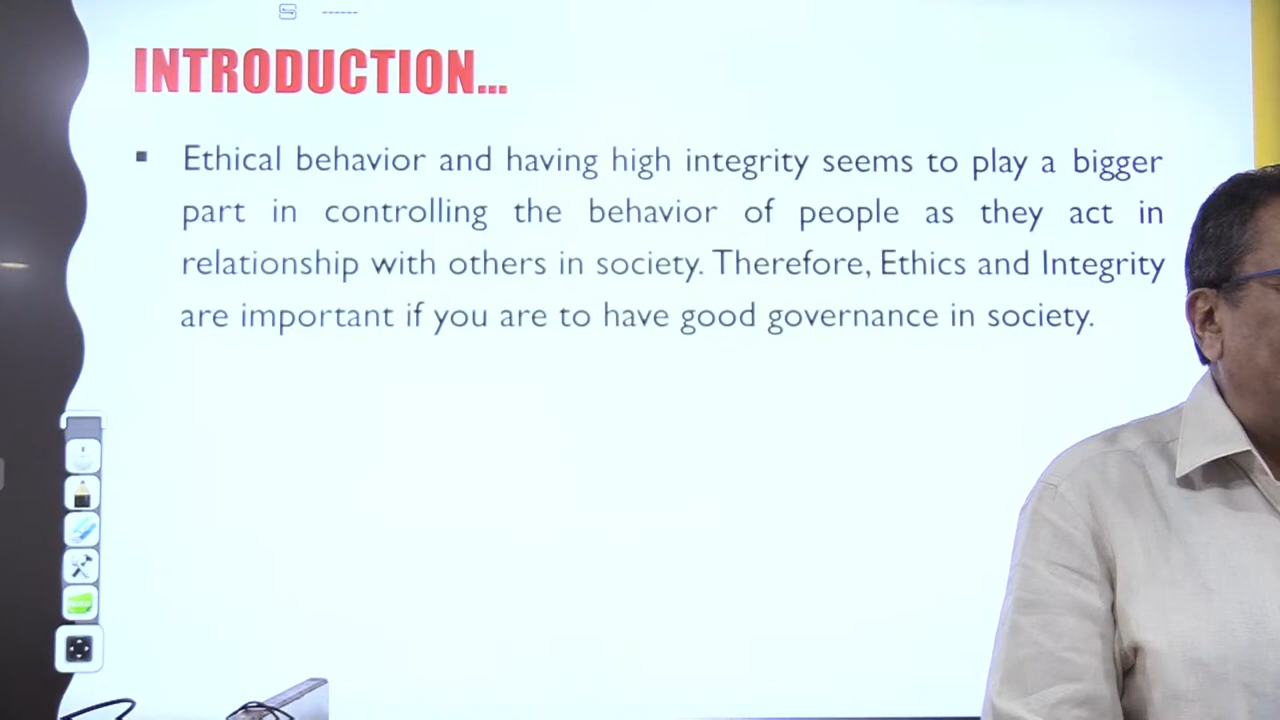 INTRODUCTION...
▪ Ethical behavior and having high integrity seems to play a bigger
part in controlling the behavior of people as they act in
relationship with others in society. Therefore, Ethics and Integrity
are important if you are to have good governance in society.